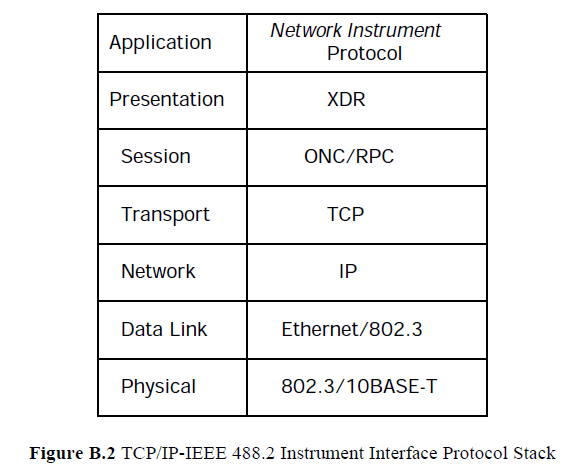 Application
Network Instrument
Protocol
Presentation
XDR
Session
ONC/RPC
Transport
TCP
Network
IP
Data Link
Ethernet/802.3
Physical
802.3/10BASE-T
Figure B.2 TCP/IP-IEEE 488.2 Instrument Interface Protocol Stack